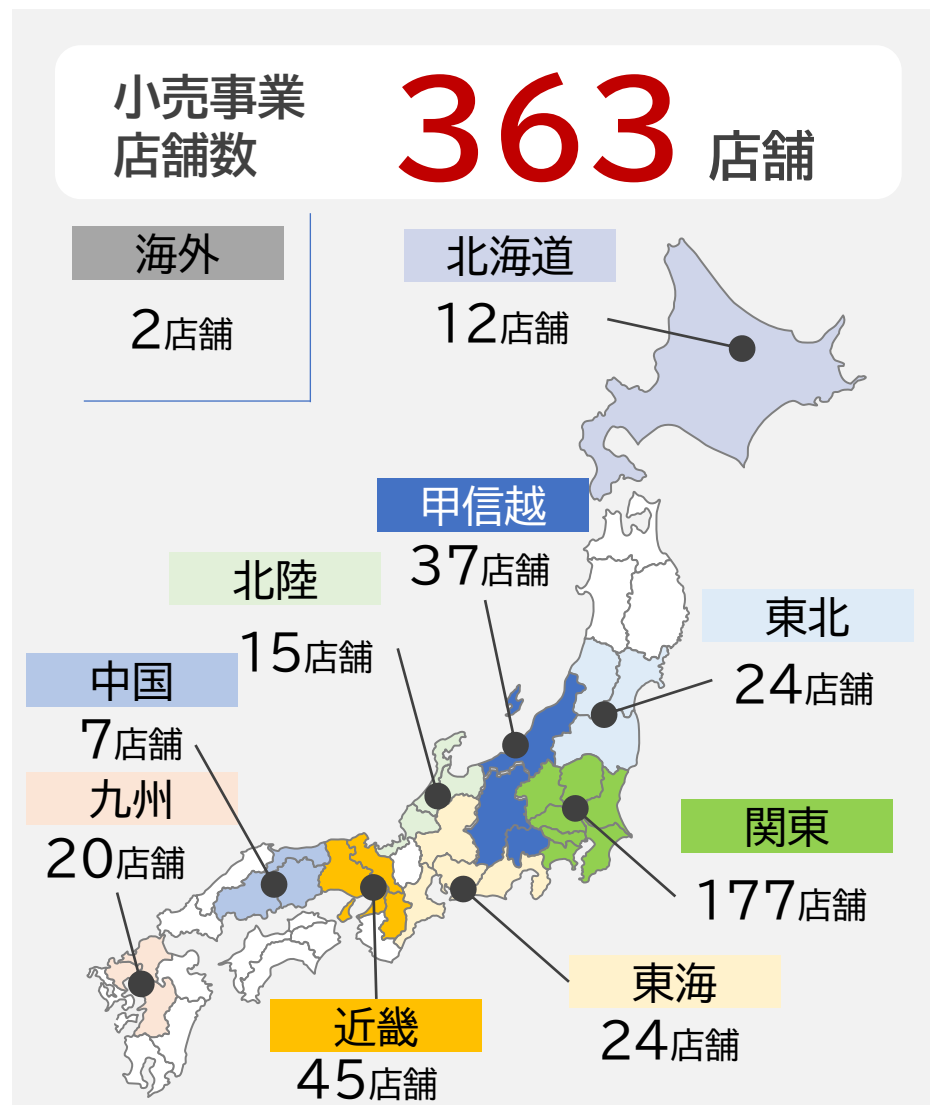 小売事業
店舗数
363 店舗
海外
2店舗
北海道
12店舗
甲信越
37店舗
北陸
15店舗
東北
24店舗
中国
7店舗
九州
20店舗
関東
177店舗
東海
24店舗
近畿
45店舗